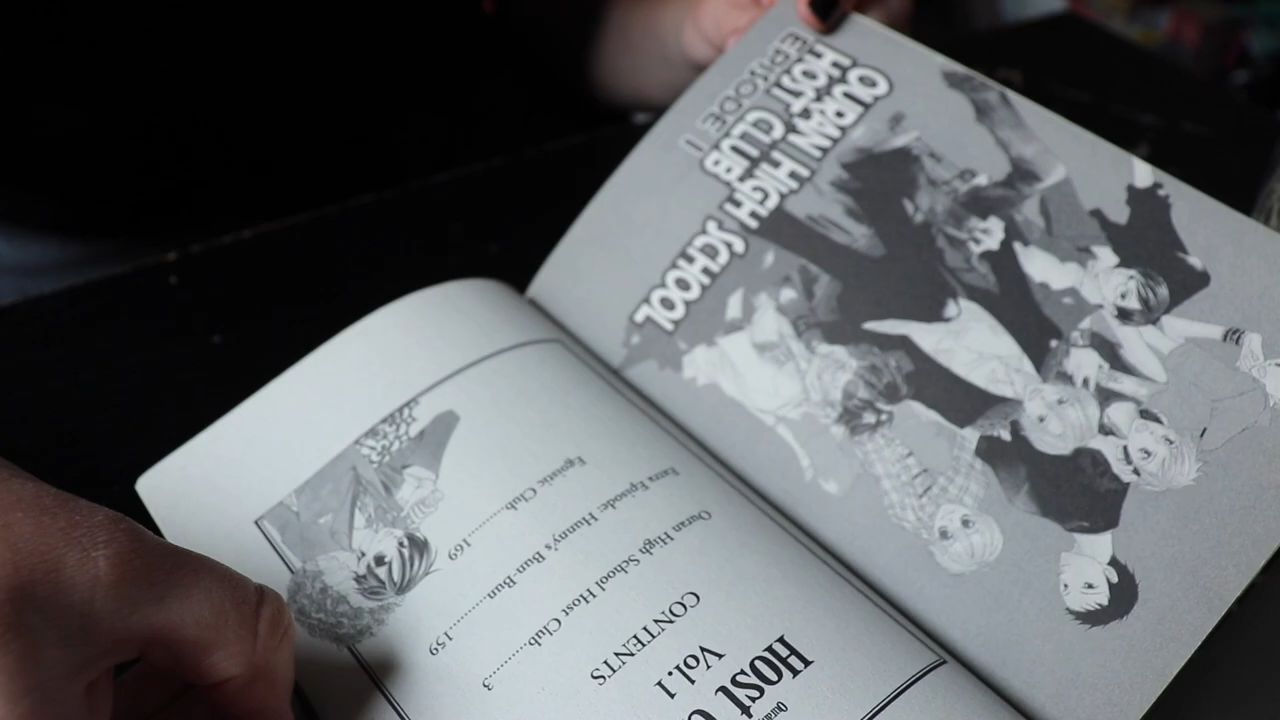 Host
Vol.1
CONTENTS
Ouran High School Host Club........3
Extra Episode: Hunny's Bun-Bun........159
Egoistic Club..........169
OURAN HIGH SCHOOL
HOST CLUB
EPISODE 1